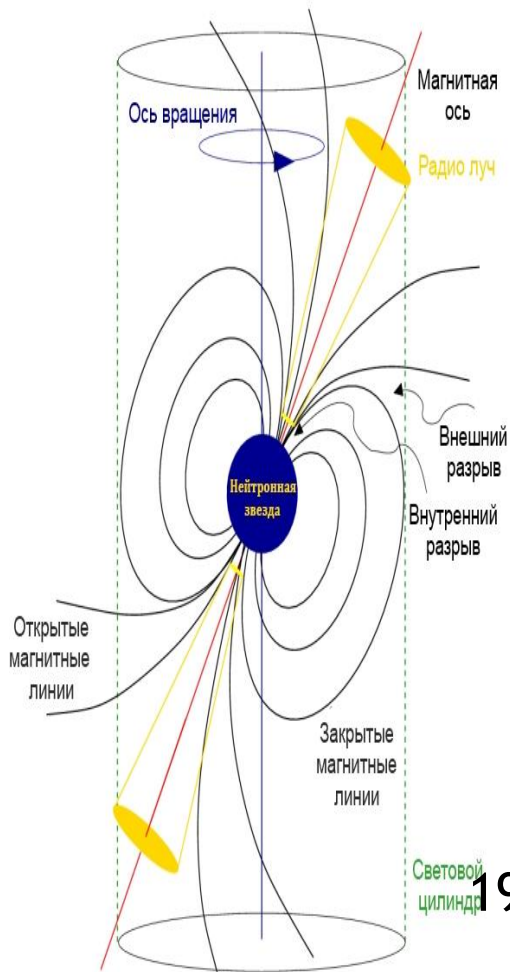 Ось вращения
Магнитная
ось
Радио луч
Внешний
разрыв
Внутренний
разрыв
Нейтронная
звезда
Открытые
магнитные
линии
Закрытые
магнитные
линии
Световой
цилиндр
19